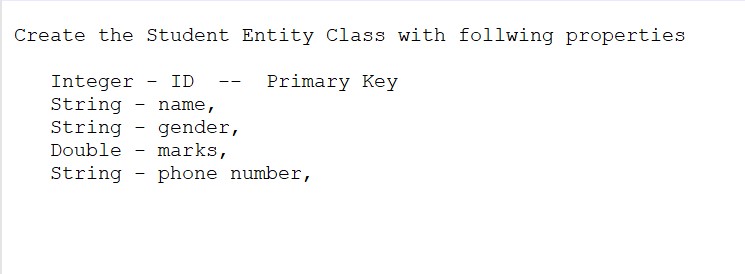 Create the Student Entity Class with follwing properties
Integer - ID -- Primary Key
String - name,
String - gender,
Double - marks,
String - phone number,